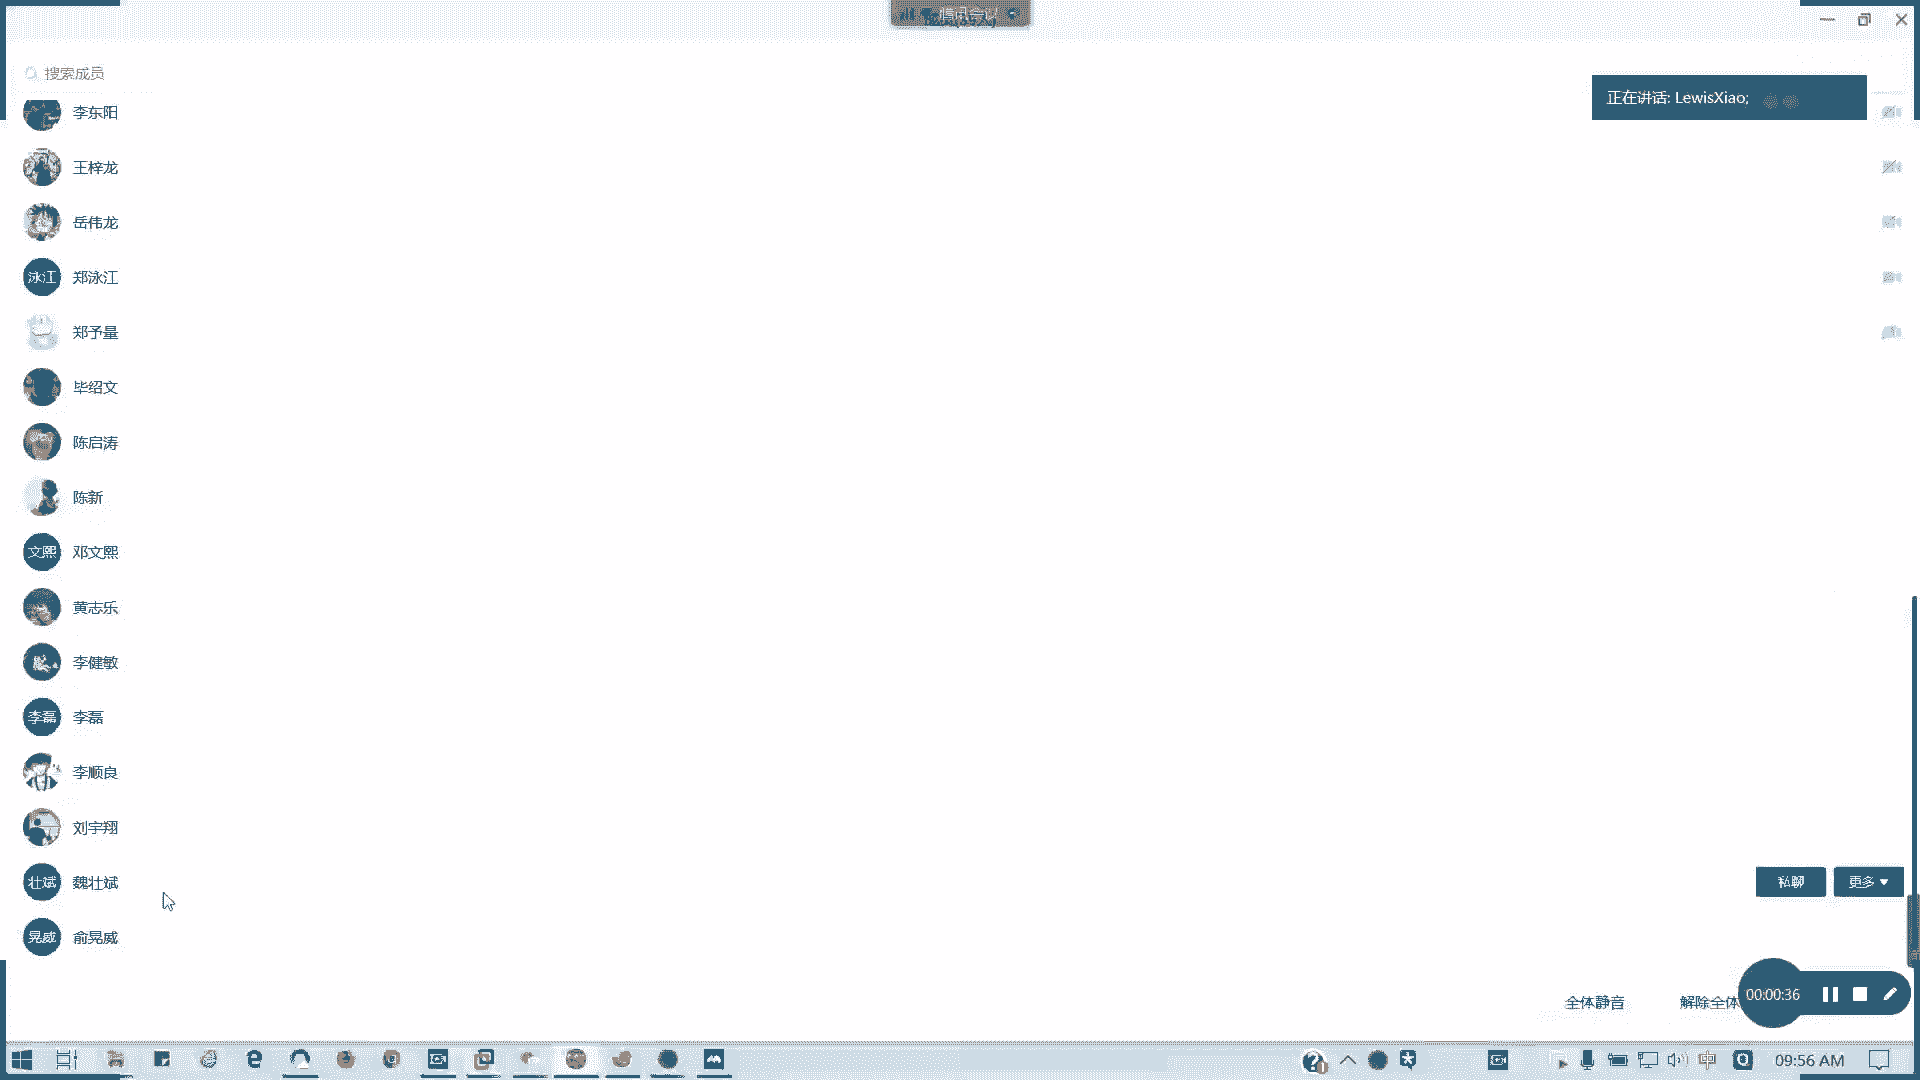 腾讯会议
搜索成员
正在讲话: LewisXiao;
李东阳
王梓龙
岳伟龙
泳江 郑泳江
郑予量
毕绍文
陈启涛
陈新
文熙 邓文熙
黄志乐
李健敏
李磊 李磊
李顺良
刘宇翔
壮斌 魏壮斌 私聊 更多
晃威 俞晃威
全体静音 解除全体 00:00:36
中 09:56 AM